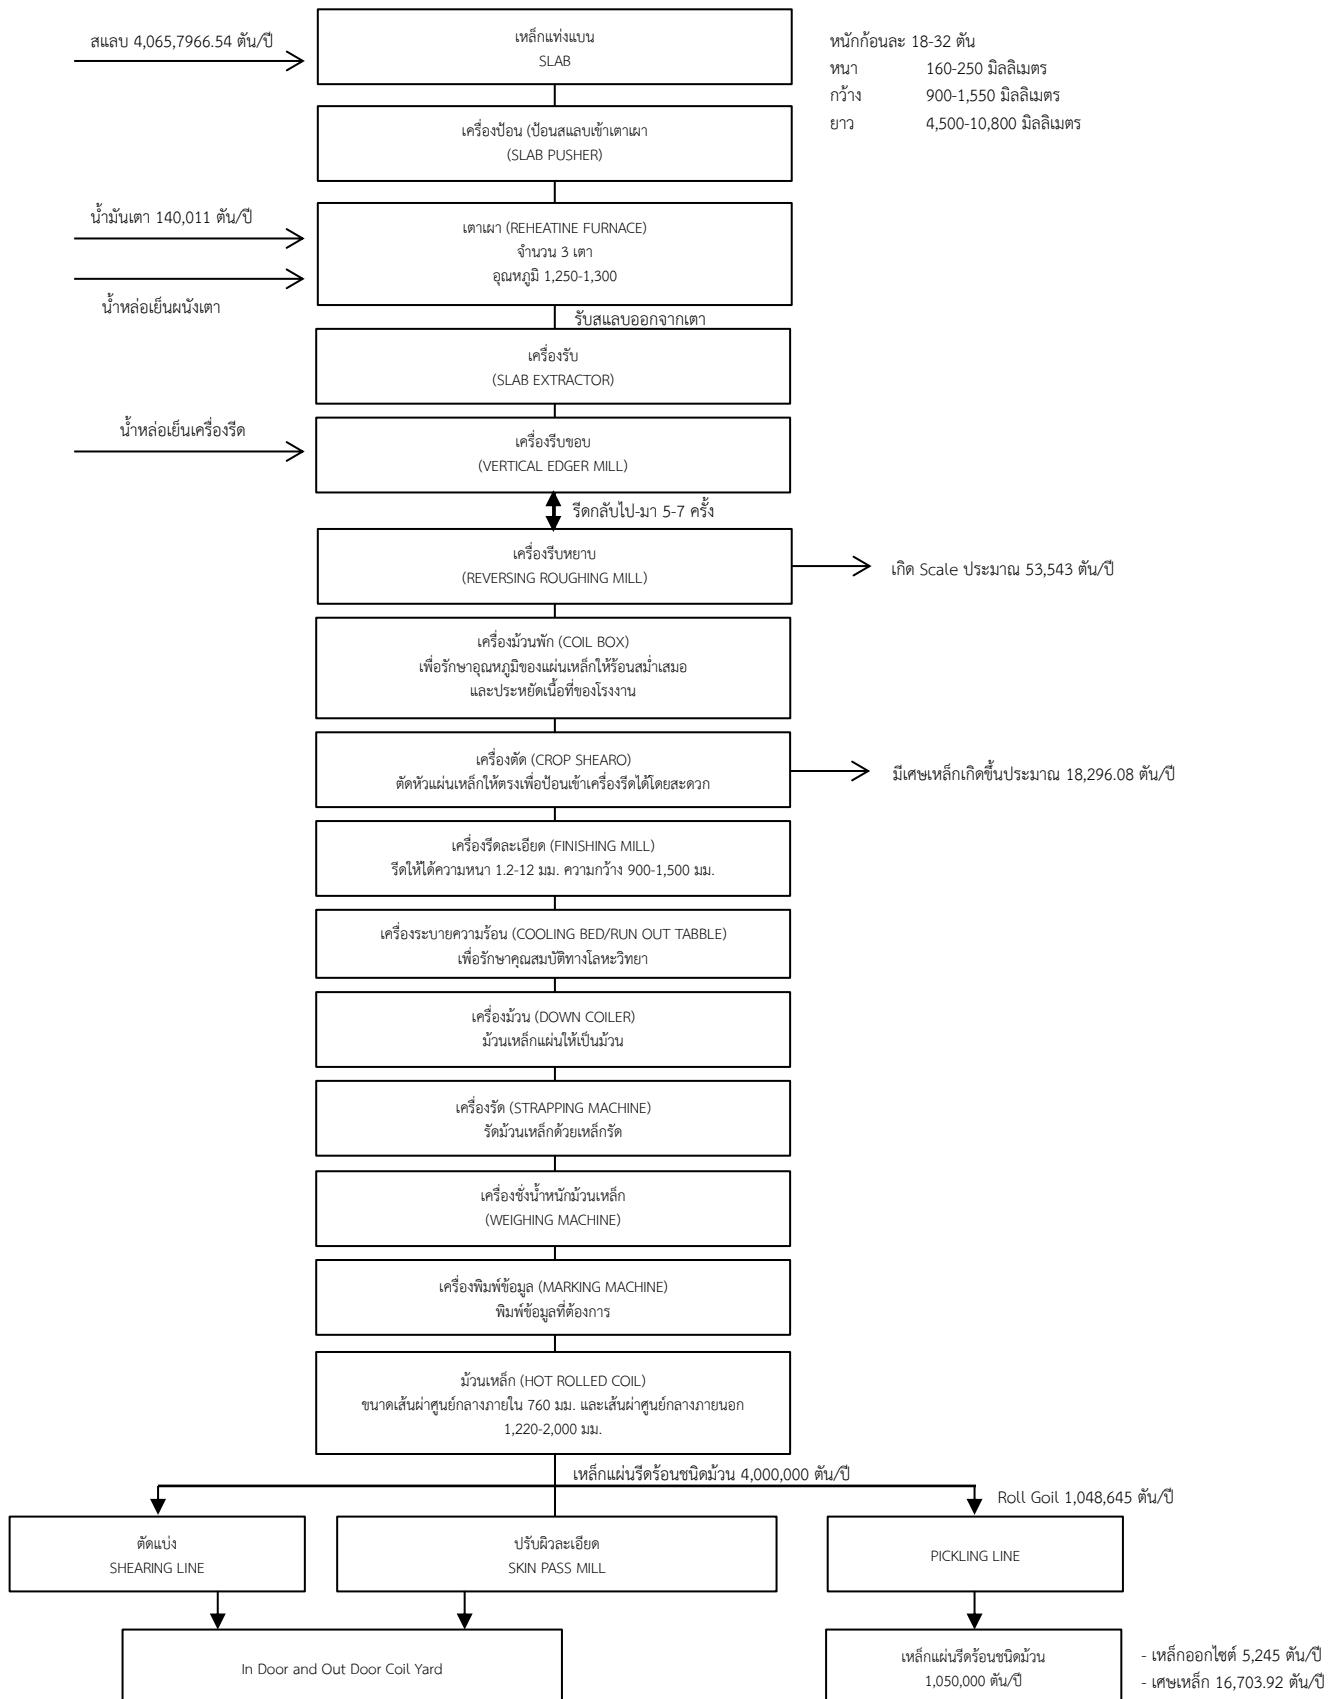 สแลบ 4,065,7966.54 ตัน/ปี
เหล็กแท่งแบน
SLAB
หนักก้อนละ 18-32 ตัน
หนา 160-250 มิลลิเมตร
กว้าง 900-1,550 มิลลิเมตร
ยาว 4,500-10,800 มิลลิเมตร
เครื่องป้อน (ป้อนสแลบเข้าเตาเผา
(SLAB PUSHER)
น้ำมันเตา 140,011 ตัน/ปี
เตาเผา (REHEATINE FURNACE)
จำนวน 3 เตา
อุณหภูมิ 1,250-1,300
น้ำหล่อเย็นผนังเตา
รับสแลบออกจากเตา
เครื่องรับ
(SLAB EXTRACTOR)
น้ำหล่อเย็นเครื่องรีด
เครื่องรีบขอบ
(VERTICAL EDGER MILL)
รีดกลับไป-มา 5-7 ครั้ง
เครื่องรีบหยาบ
(REVERSING ROUGHING MILL)
เกิด Scale ประมาณ 53,543 ตัน/ปี
เครื่องม้วนพัก (COIL BOX)
เพื่อรักษาอุณหภูมิของแผ่นเหล็กให้ร้อนสม่ำเสมอ
และประหยัดเนื้อที่ของโรงงาน
เครื่องตัด (CROP SHEARO)
ตัดหัวแผ่นเหล็กให้ตรงเพื่อป้อนเข้าเครื่องรีดได้โดยสะดวก
มีเศษเหล็กเกิดขึ้นประมาณ 18,296.08 ตัน/ปี
เครื่องรีดละเอียด (FINISHING MILL)
รีดให้ได้ความหนา 1.2-12 มม. ความกว้าง 900-1,500 มม.
เครื่องระบายความร้อน (COOLING BED/RUN OUT TABBLE)
เพื่อรักษาคุณสมบัติทางโลหะวิทยา
เครื่องม้วน (DOWN COILER)
ม้วนเหล็กแผ่นให้เป็นม้วน
เครื่องรัด (STRAPPING MACHINE)
รัดม้วนเหล็กด้วยเหล็กรัด
เครื่องชั่งน้ำหนักม้วนเหล็ก
(WEIGHING MACHINE)
เครื่องพิมพ์ข้อมูล (MARKING MACHINE)
พิมพ์ข้อมูลที่ต้องการ
ม้วนเหล็ก (HOT ROLLED COIL)
ขนาดเส้นผ่าศูนย์กลางภายใน 760 มม. และเส้นผ่าศูนย์กลางภายนอก
1,220-2,000 มม.
เหล็กแผ่นรีดร้อนชนิดม้วน 4,000,000 ตัน/ปี
Roll Goil 1,048,645 ตัน/ปี
ตัดแบ่ง
SHEARING LINE
ปรับผิวละเอียด
SKIN PASS MILL
PICKLING LINE
In Door and Out Door Coil Yard
เหล็กแผ่นรีดร้อนชนิดม้วน
1,050,000 ตัน/ปี
- เหล็กออกไซต์ 5,245 ตัน/ปี
- เศษเหล็ก 16,703.92 ตัน/ปี